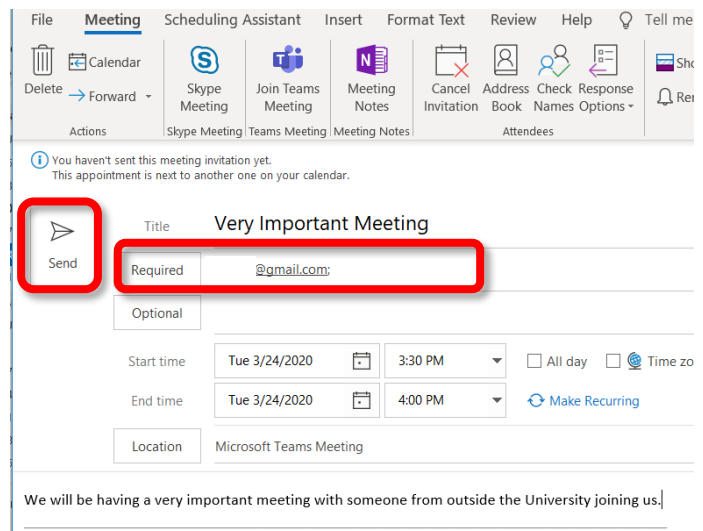 File Meeting Scheduling Assistant Insert Format Text Review Help Tell me
Delete
Calendar
Forward
Actions
Skype
Meeting
Skype Meeting
Join Teams
Meeting
Teams Meeting
Meeting
Notes
Meeting Notes
Cancel
Invitation
Address
Book
Check
Names
Response
Options
Attendees
You haven't sent this meeting invitation yet.
This appointment is next to another one on your calendar.
Send
Title Very Important Meeting
Required @gmail.com;
Optional
Start time Tue 3/24/2020 3:30 PM All day Time zo
End time Tue 3/24/2020 4:00 PM Make Recurring
Location Microsoft Teams Meeting
We will be having a very important meeting with someone from outside the University joining us.